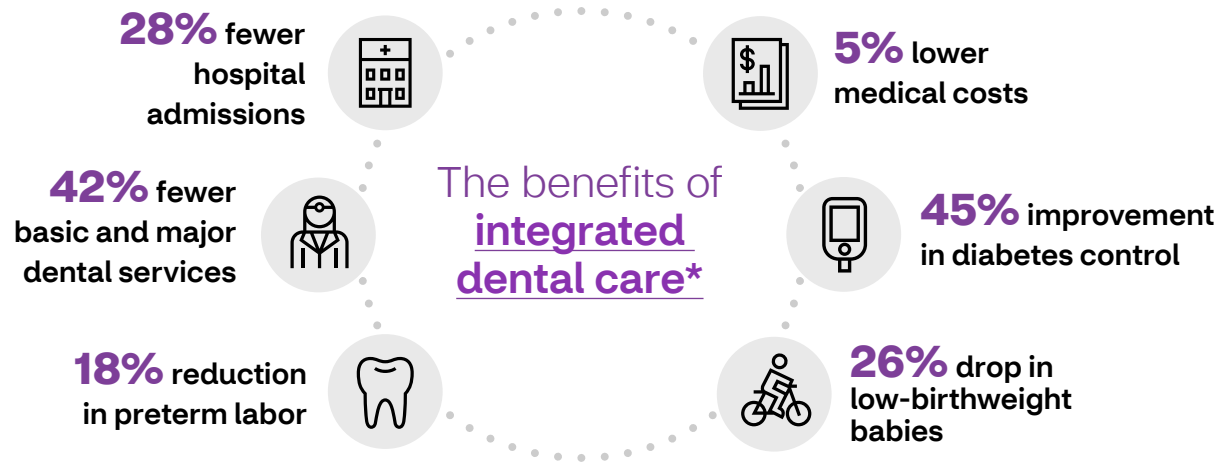 The benefits of
integrated
dental care*
28% fewer
hospital
admissions
42% fewer
basic and major
dental services
18% reduction
in preterm labor
5% lower
medical costs
45% improvement
in diabetes control
26% drop in
low-birthweight
babies
$